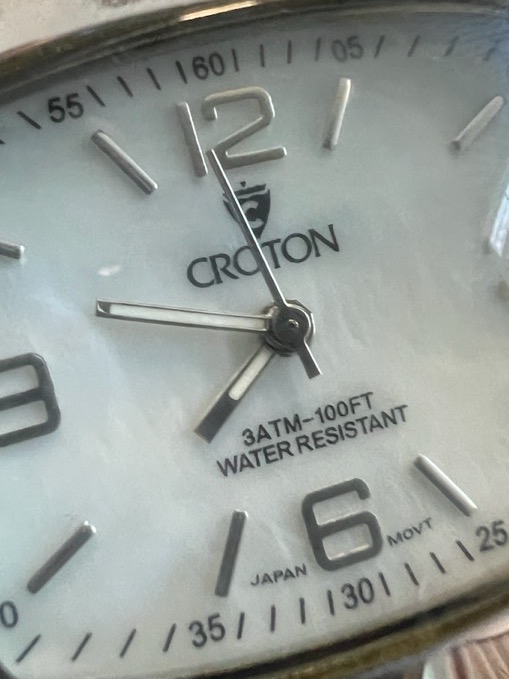 60
05
55
12
C
CROTON
3ATM-100FT
WATER RESISTANT
6
JAPAN MOVT
25
30
35